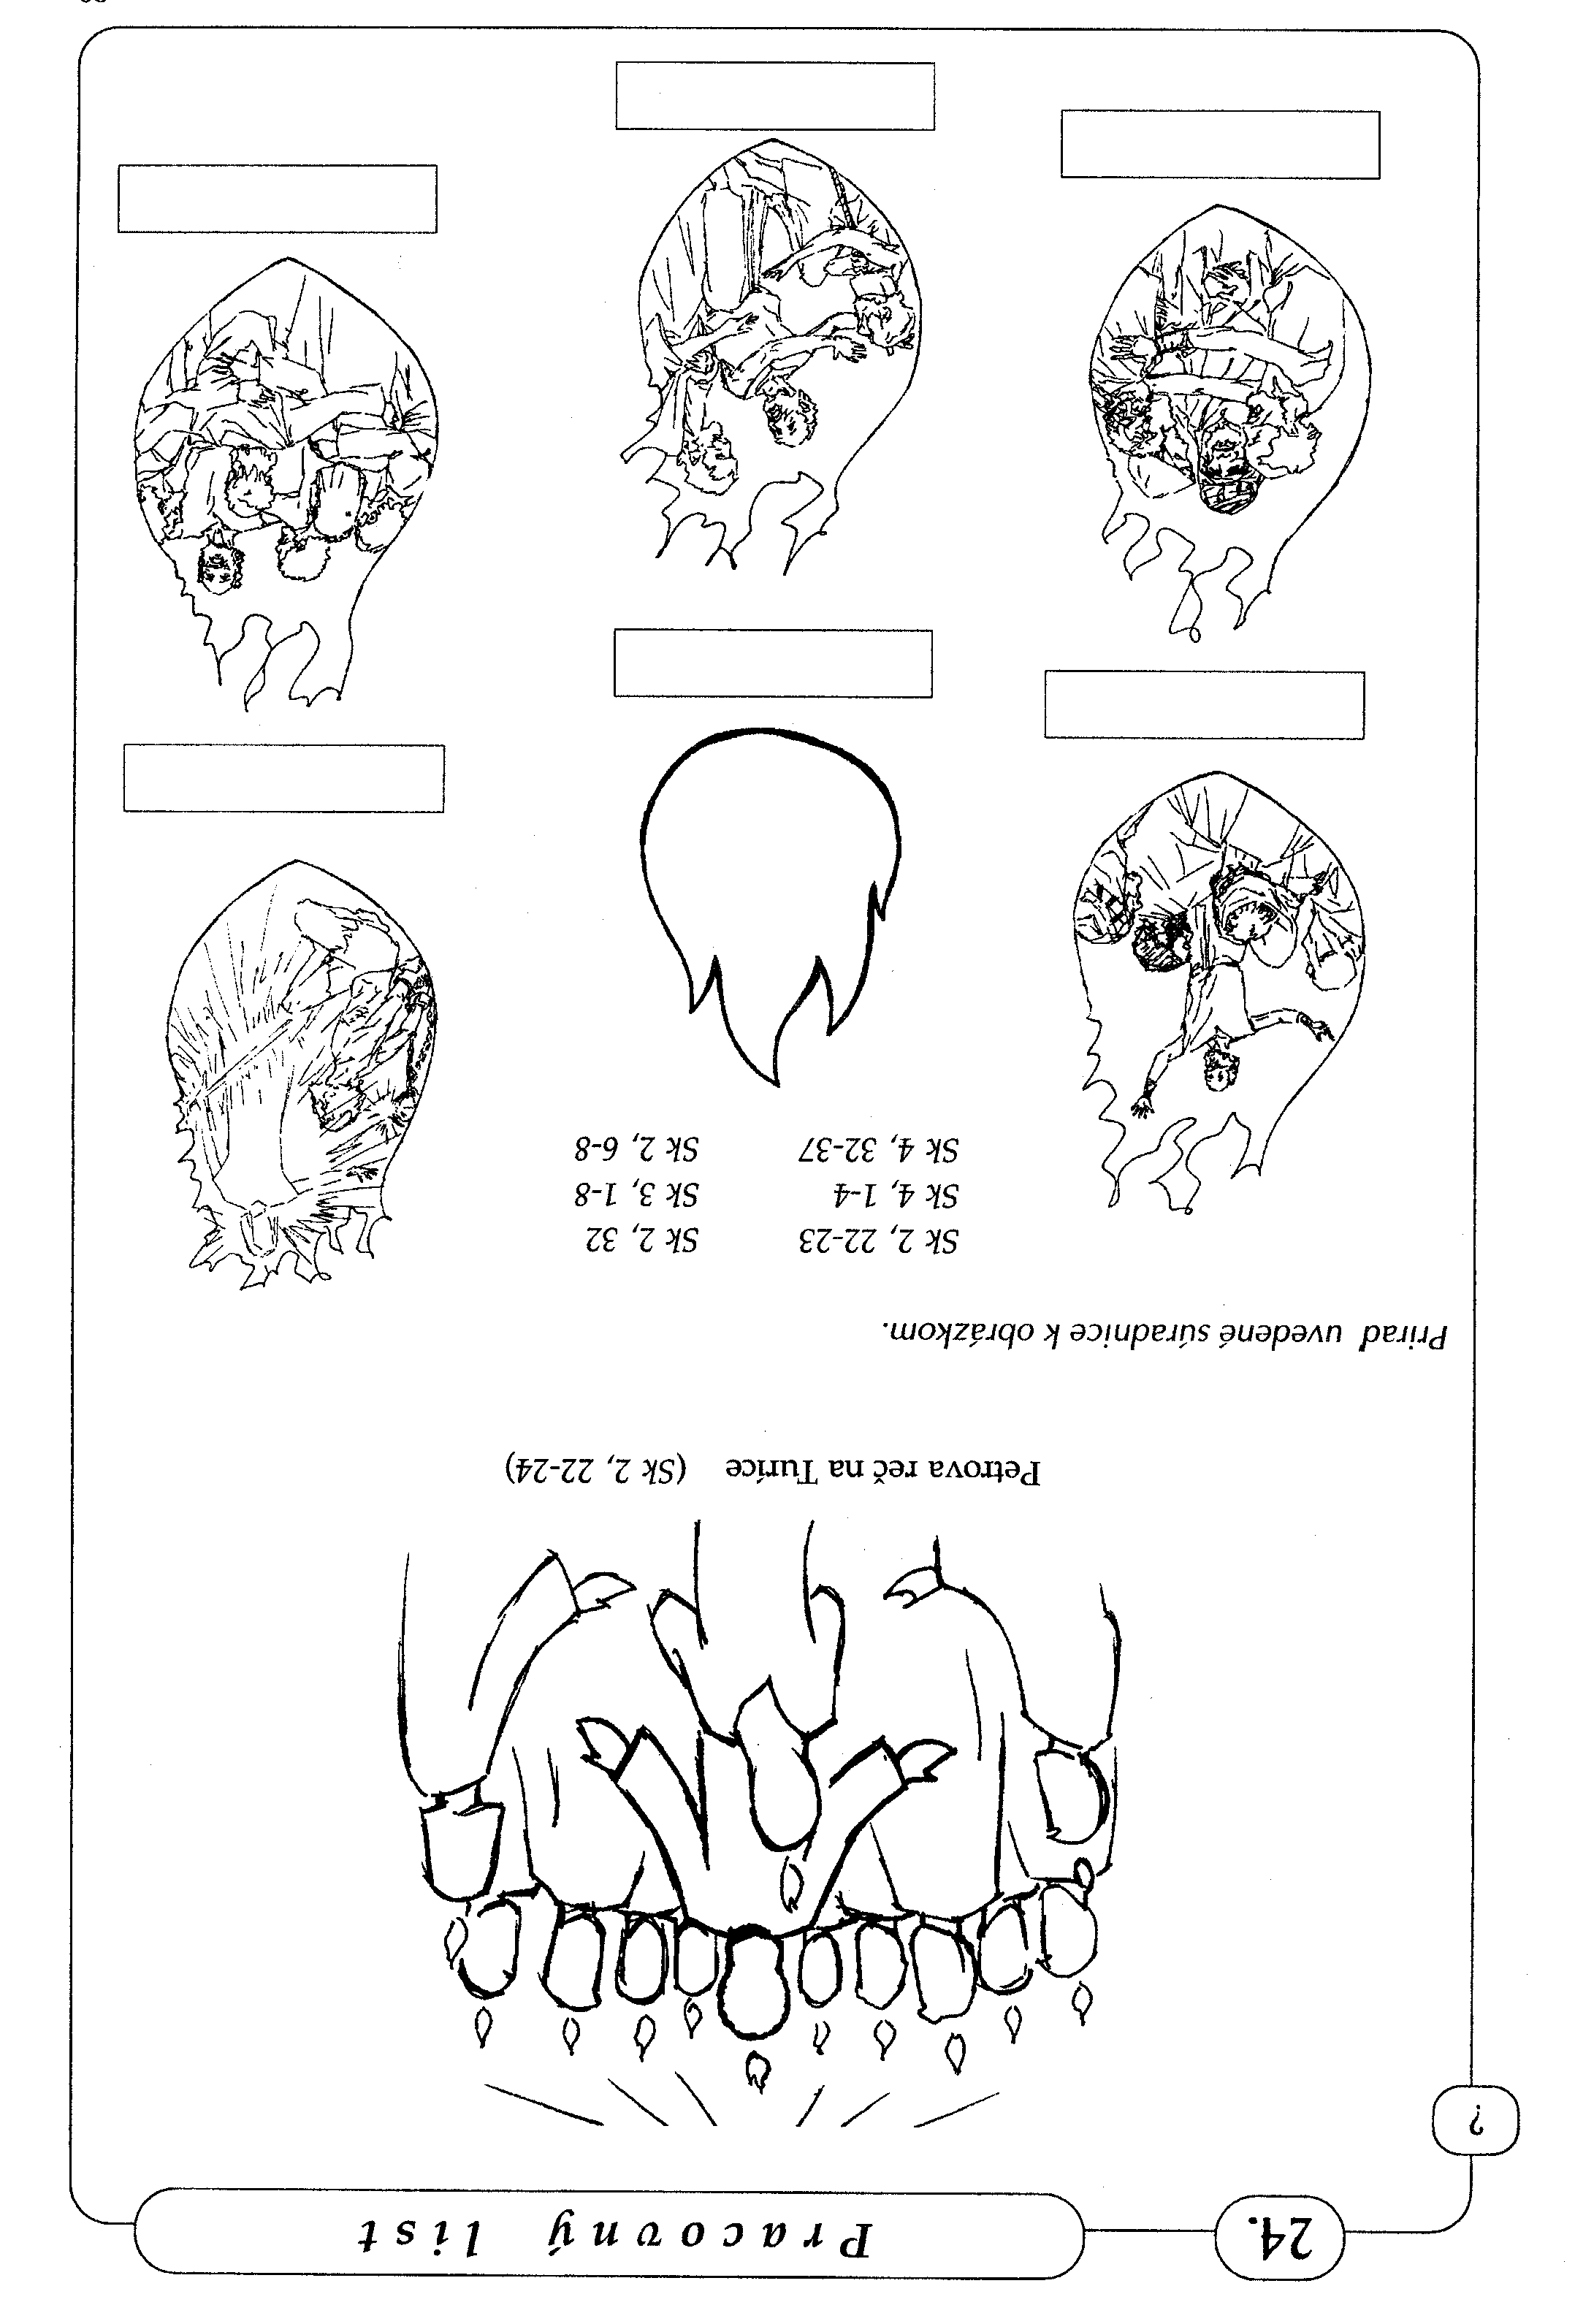 24.
Pracovný list
?
Petrova reč na Turíce (Sk 2, 22-24)
Priraď uvedené súradnice k obrázkom.
Sk 2, 22-23 Sk 2, 32
Sk 4, 1-4 Sk 3, 1-8
Sk 4, 32-37 Sk 2, 6-8